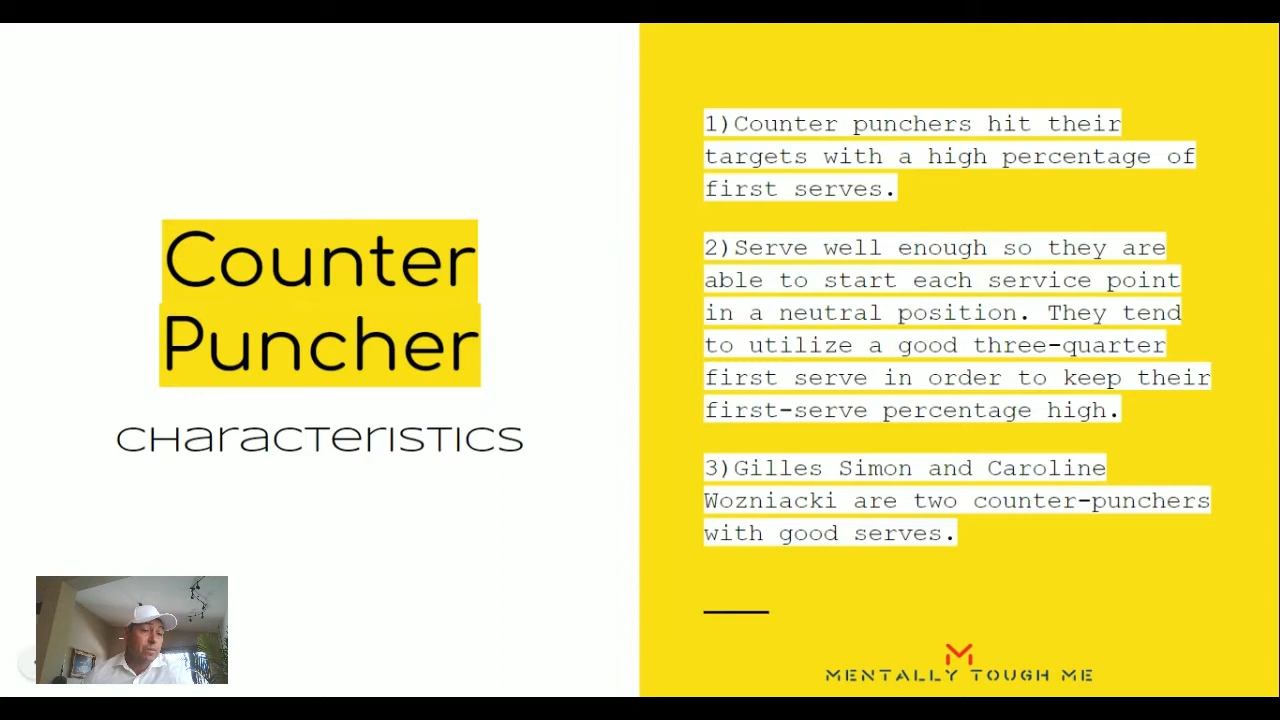 Counter
Puncher
CHaracTerISTICS
1)Counter punchers hit their
targets with a high percentage of
first serves.
2)Serve well enough so they are
able to start each service point
in a neutral position. They tend
to utilize a good three-quarter
first serve in order to keep their
first-serve percentage high.
3)Gilles Simon and Caroline
Wozniacki are two counter-punchers
with good serves.
MENTALLY TOUGH ME